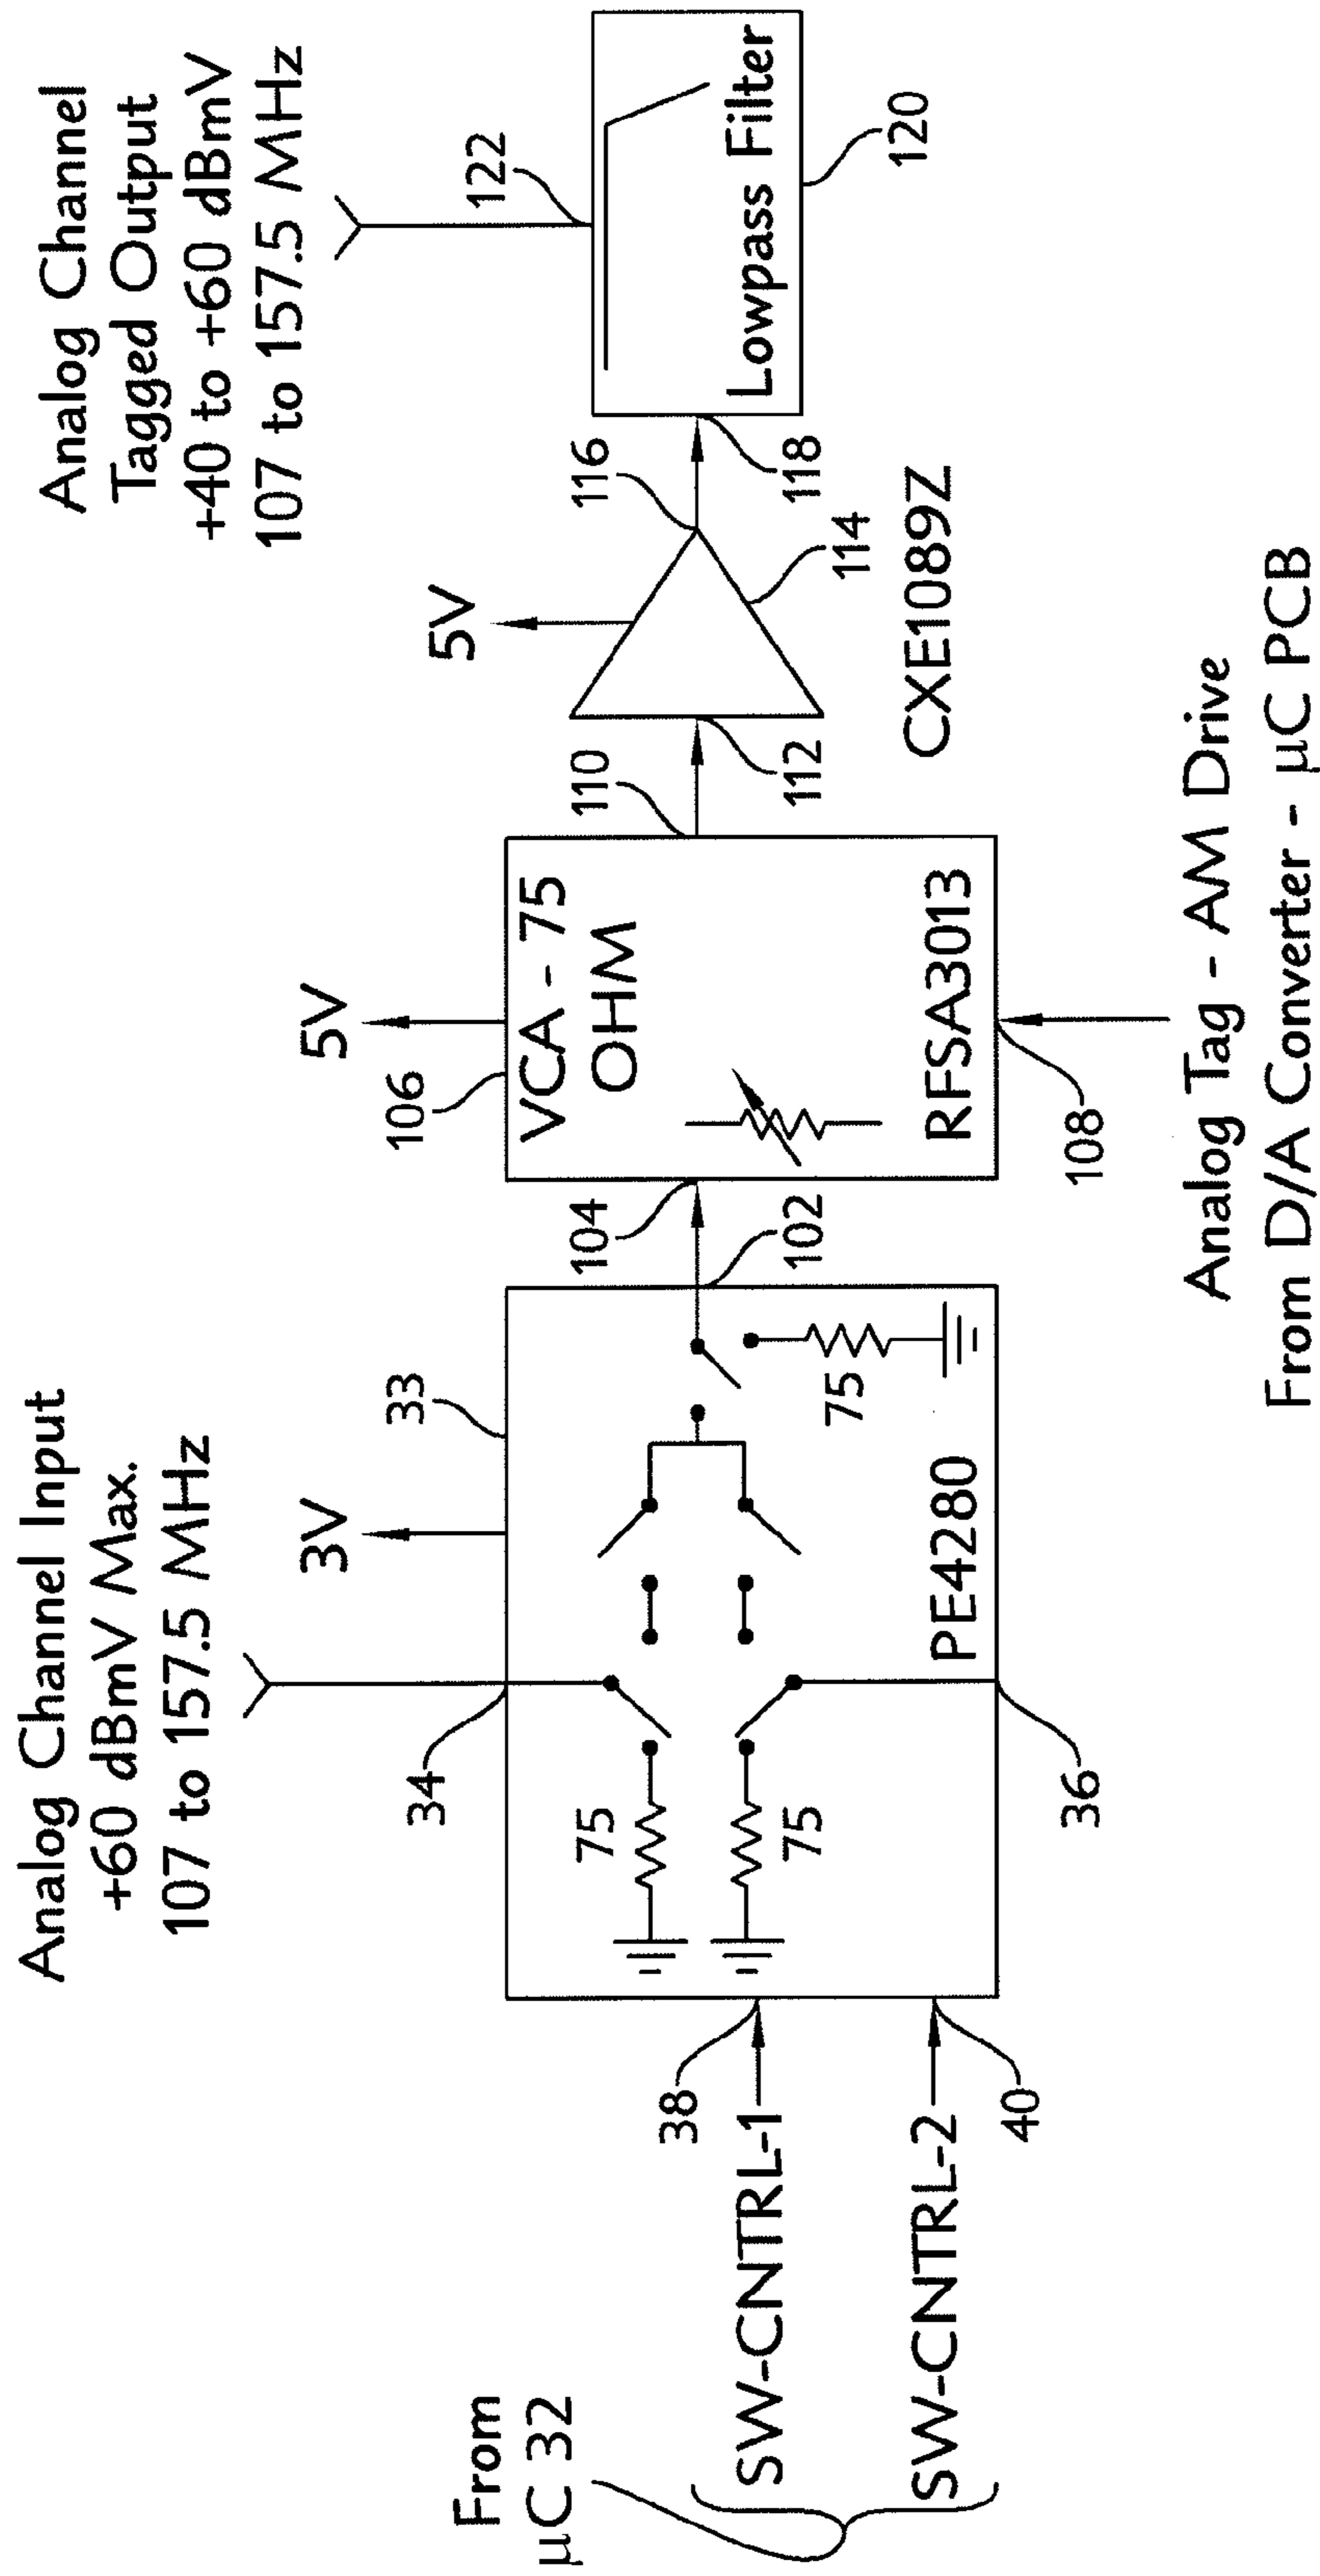 Analog Channel Input
+60 dBmV Max.
107 to 157.5 MHz
Analog Channel
Tagged Output
+40 to +60 dBmV
107 to 157.5 MHz
34
3V
33
106
5V
5V
122
From
μC 32
SW-CNTRL-1
38
SW-CNTRL-2
40
75
75
36
PE4280
75
102
104
VCA - 75
OHM
RFSA3013
108
110
112
114
CXE1089Z
116
118
Lowpass Filter
120
Analog Tag - AM Drive
From D/A Converter - μC PCB